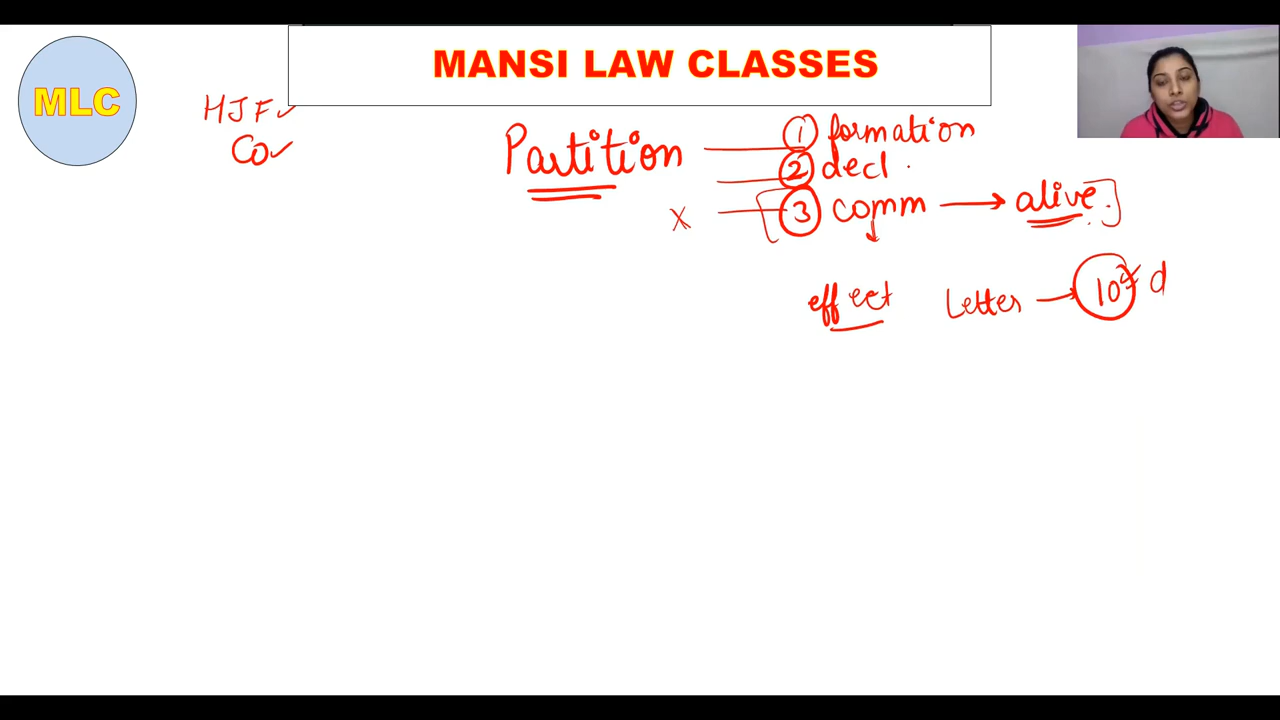 MANSI LAW CLASSES
MLC
HJF
Co
Partition
1 formation
2 decl
x 3 comm → alive.
effect Letter → 10 d